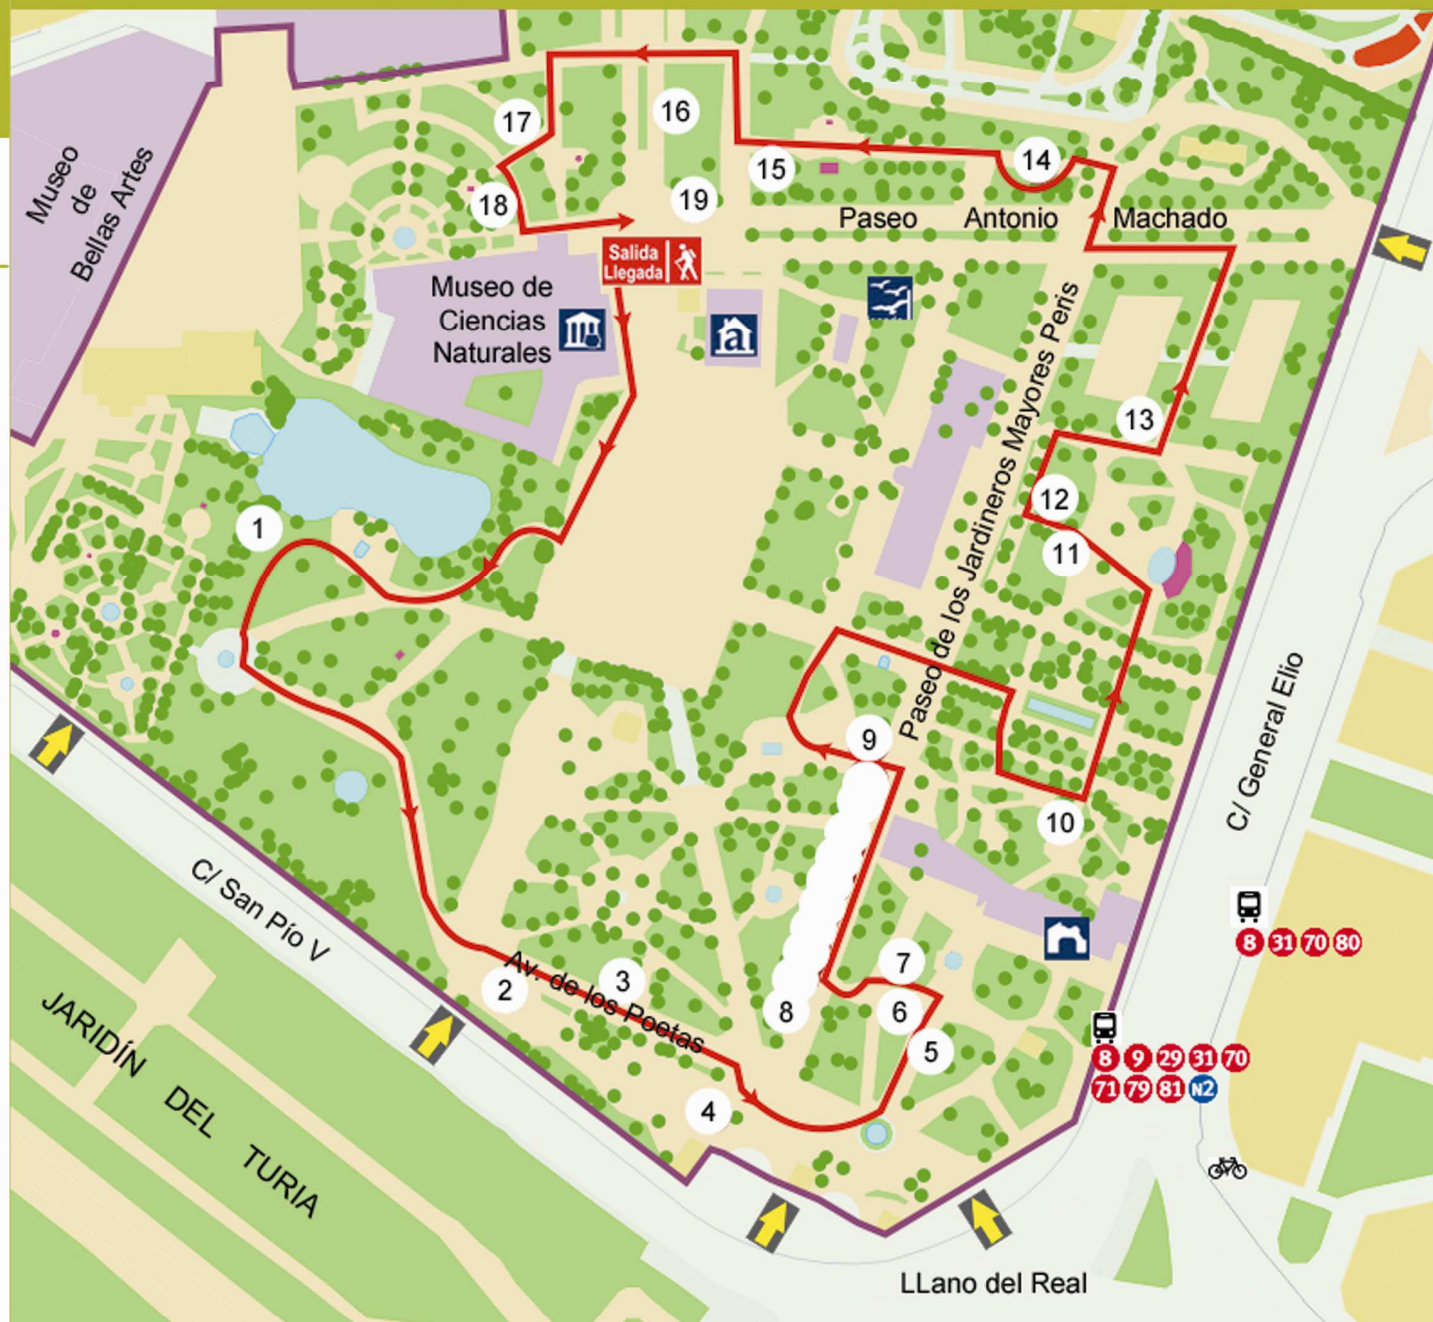 Museo
de
Bellas Artes
17
16
15
14
18
19
Paseo Antonio Machado
Salida
Llegada
Museo de
Ciencias
Naturales
a
Paseo de los Jardineros Mayores Peris
13
12
11
1
9
10
C/ General Elio
C/ San Pío V
8 31 70 80
Av. de los Poetas
2
3
7
8
6
5
4
8 9 29 31 70
71 79 81 N2
JARIDÍN DEL TURIA
LLano del Real